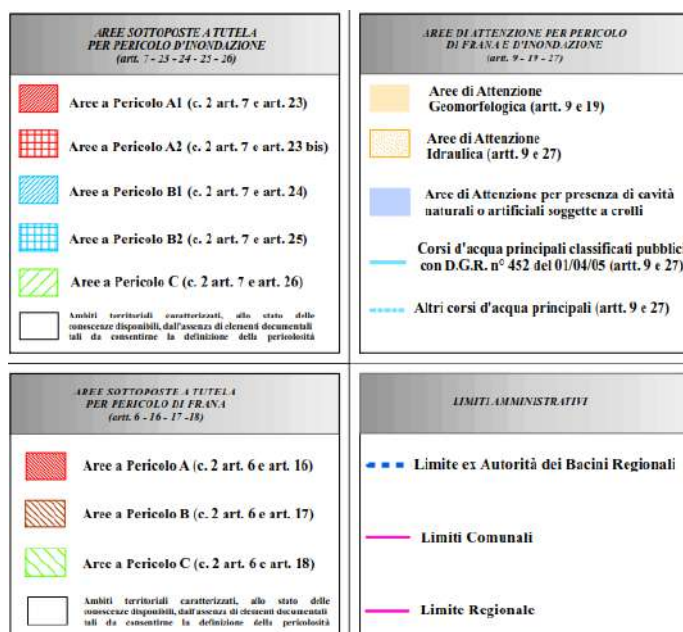 AREE SOTTOPOSTE A TUTELA
PER PERICOLO D'INONDAZIONE
(artt. 7 - 23 - 24 - 25 - 26)
Aree a Pericolo A1 (c. 2 art. 7 e art. 23)
Aree a Pericolo A2 (c. 2 art. 7 e art. 23 bis)
Aree a Pericolo B1 (c. 2 art. 7 e art. 24)
Aree a Pericolo B2 (c. 2 art. 7 e art. 25)
Aree a Pericolo C (c. 2 art. 7 e art. 26)
Ambiti territoriali caratterizzati, allo stato delle
conoscenze disponibili, dall'assenza di elementi documentali
tali da consentirne la definizione della pericolosità
AREE DI ATTENZIONE PER PERICOLO
DI FRANA E D'INONDAZIONE
(artt. 9 - 19 - 27)
Aree di Attenzione
Geomorfologica (artt. 9 e 19)
Aree di Attenzione
Idraulica (artt. 9 e 27)
Aree di Attenzione per presenza di cavità
naturali o artificiali soggette a crolli
Corsi d'acqua principali classificati pubblici
con D.G.R. n° 452 del 01/04/05 (artt. 9 e 27)
Altri corsi d'acqua principali (artt. 9 e 27)
AREE SOTTOPOSTE A TUTELA
PER PERICOLO DI FRANA
(artt. 6 - 16 - 17 -18)
Aree a Pericolo A (c. 2 art. 6 e art. 16)
Aree a Pericolo B (c. 2 art. 6 e art. 17)
Aree a Pericolo C (c. 2 art. 6 e art. 18)
Ambiti territoriali caratterizzati, allo stato delle
conoscenze disponibili, dall'assenza di elementi documentali
tali da consentirne la definizione della pericolosità
LIMITI AMMINISTRATIVI
Limite ex Autorità dei Bacini Regionali
Limiti Comunali
Limite Regionale